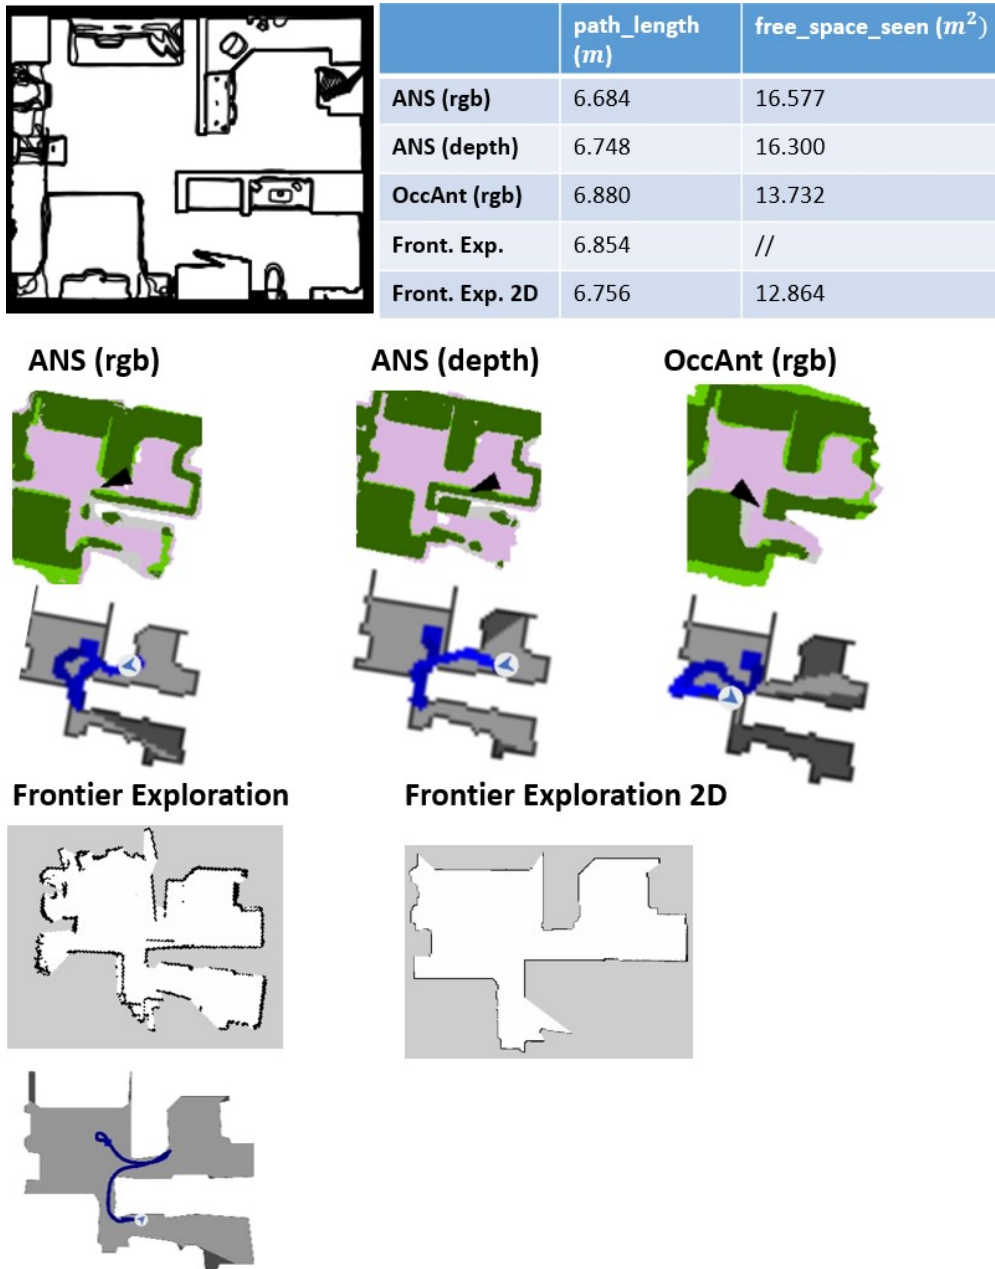 path_length free_space_seen (m²)
(m)
ANS (rgb) 6.684 16.577
ANS (depth) 6.748 16.300
OccAnt (rgb) 6.880 13.732
Front. Exp. 6.854 //
Front. Exp. 2D 6.756 12.864
ANS (rgb) ANS (depth) OccAnt (rgb)
Frontier Exploration Frontier Exploration 2D